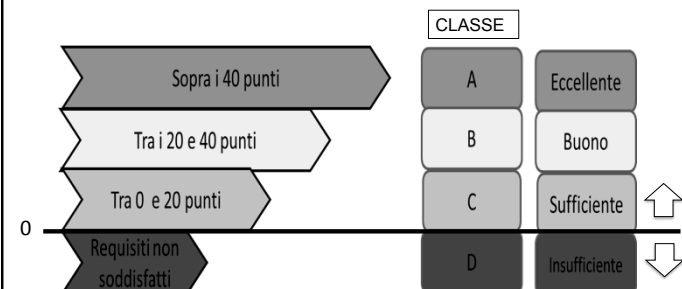 CLASSE
Sopra i 40 punti A Eccellente
Tra i 20 e 40 punti B Buono
Tra 0 e 20 punti C Sufficiente
0
Requisiti non
soddisfatti D Insufficiente